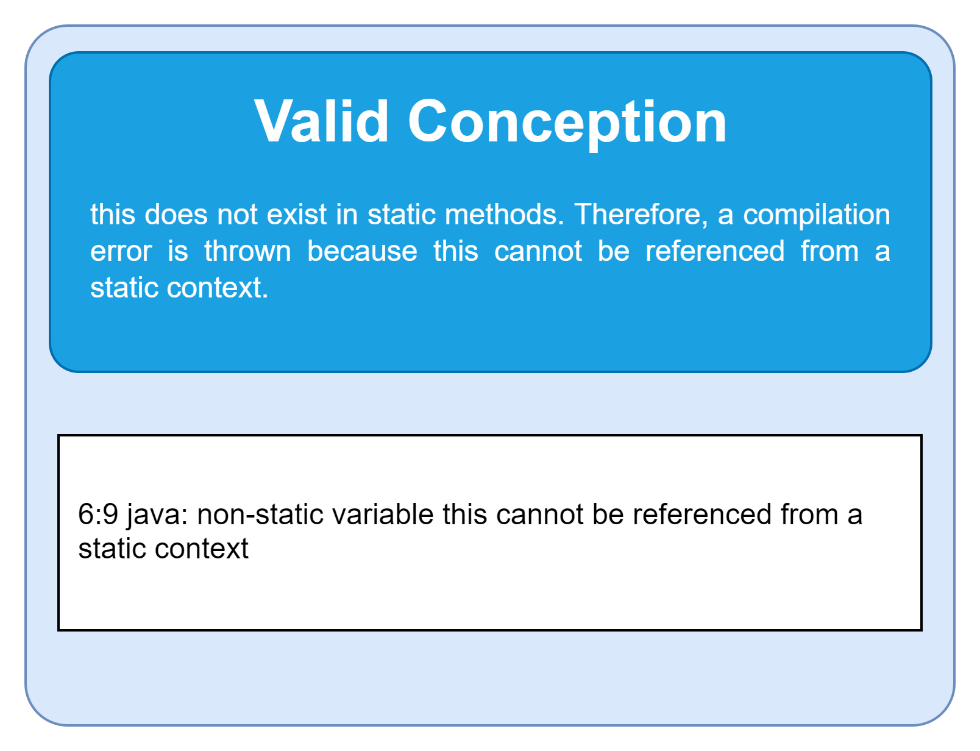 Valid Conception
this does not exist in static methods. Therefore, a compilation
error is thrown because this cannot be referenced from a
static context.
6:9 java: non-static variable this cannot be referenced from a
static context